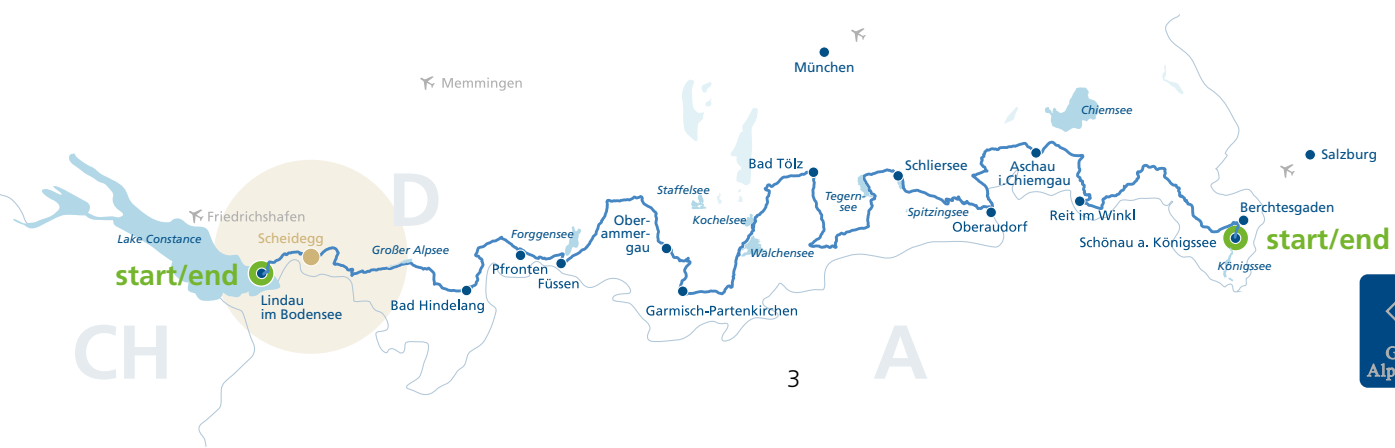 München
Memmingen
Chiemsee
Salzburg
Bad Tölz
Schliersee
Aschau
i.Chiemgau
Staffelsee
Tegern-
see
D
Friedrichshafen
Kochelsee
Spitzingsee
Reit im Winkl
Berchtesgaden
Ober-
ammer-
gau
Oberaudorf
Lake Constance
Scheidegg
Forggensee
Großer Alpsee
Walchensee
Schönau a. Königssee
start/end
start/end
Pfronten
Füssen
Königssee
Lindau
im Bodensee
Bad Hindelang
Garmisch-Partenkirchen
CH
A
3